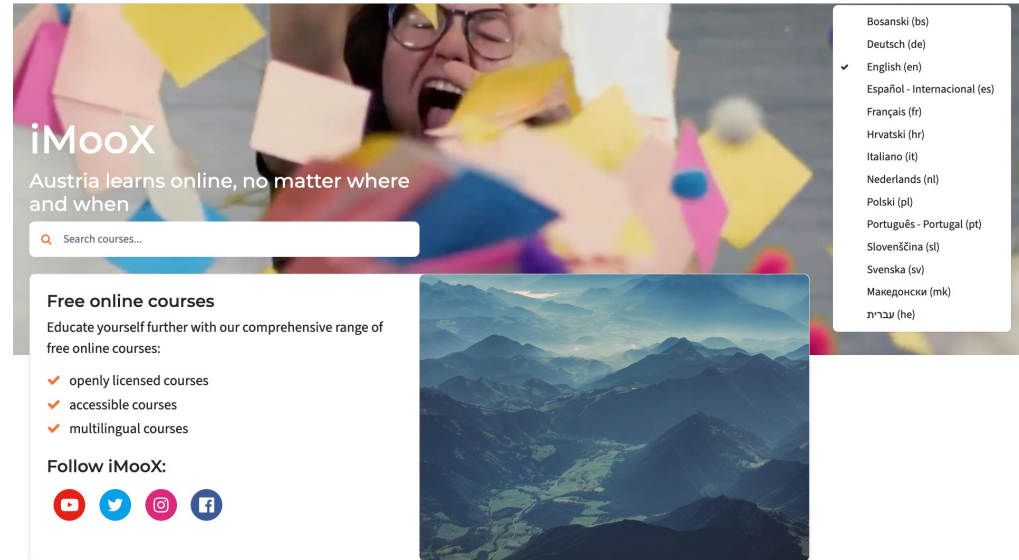 iMooX
Austria learns online, no matter where
and when
Search courses...
Free online courses
Educate yourself further with our comprehensive range of
free online courses:
openly licensed courses
accessible courses
multilingual courses
Follow iMooX:
Bosanski (bs)
Deutsch (de)
English (en)
Español - Internacional (es)
Français (fr)
Hrvatski (hr)
Italiano (it)
Nederlands (nl)
Polski (pl)
Português - Portugal (pt)
Slovenščina (sl)
Svenska (sv)
Македонски (mk)
עברית (he)